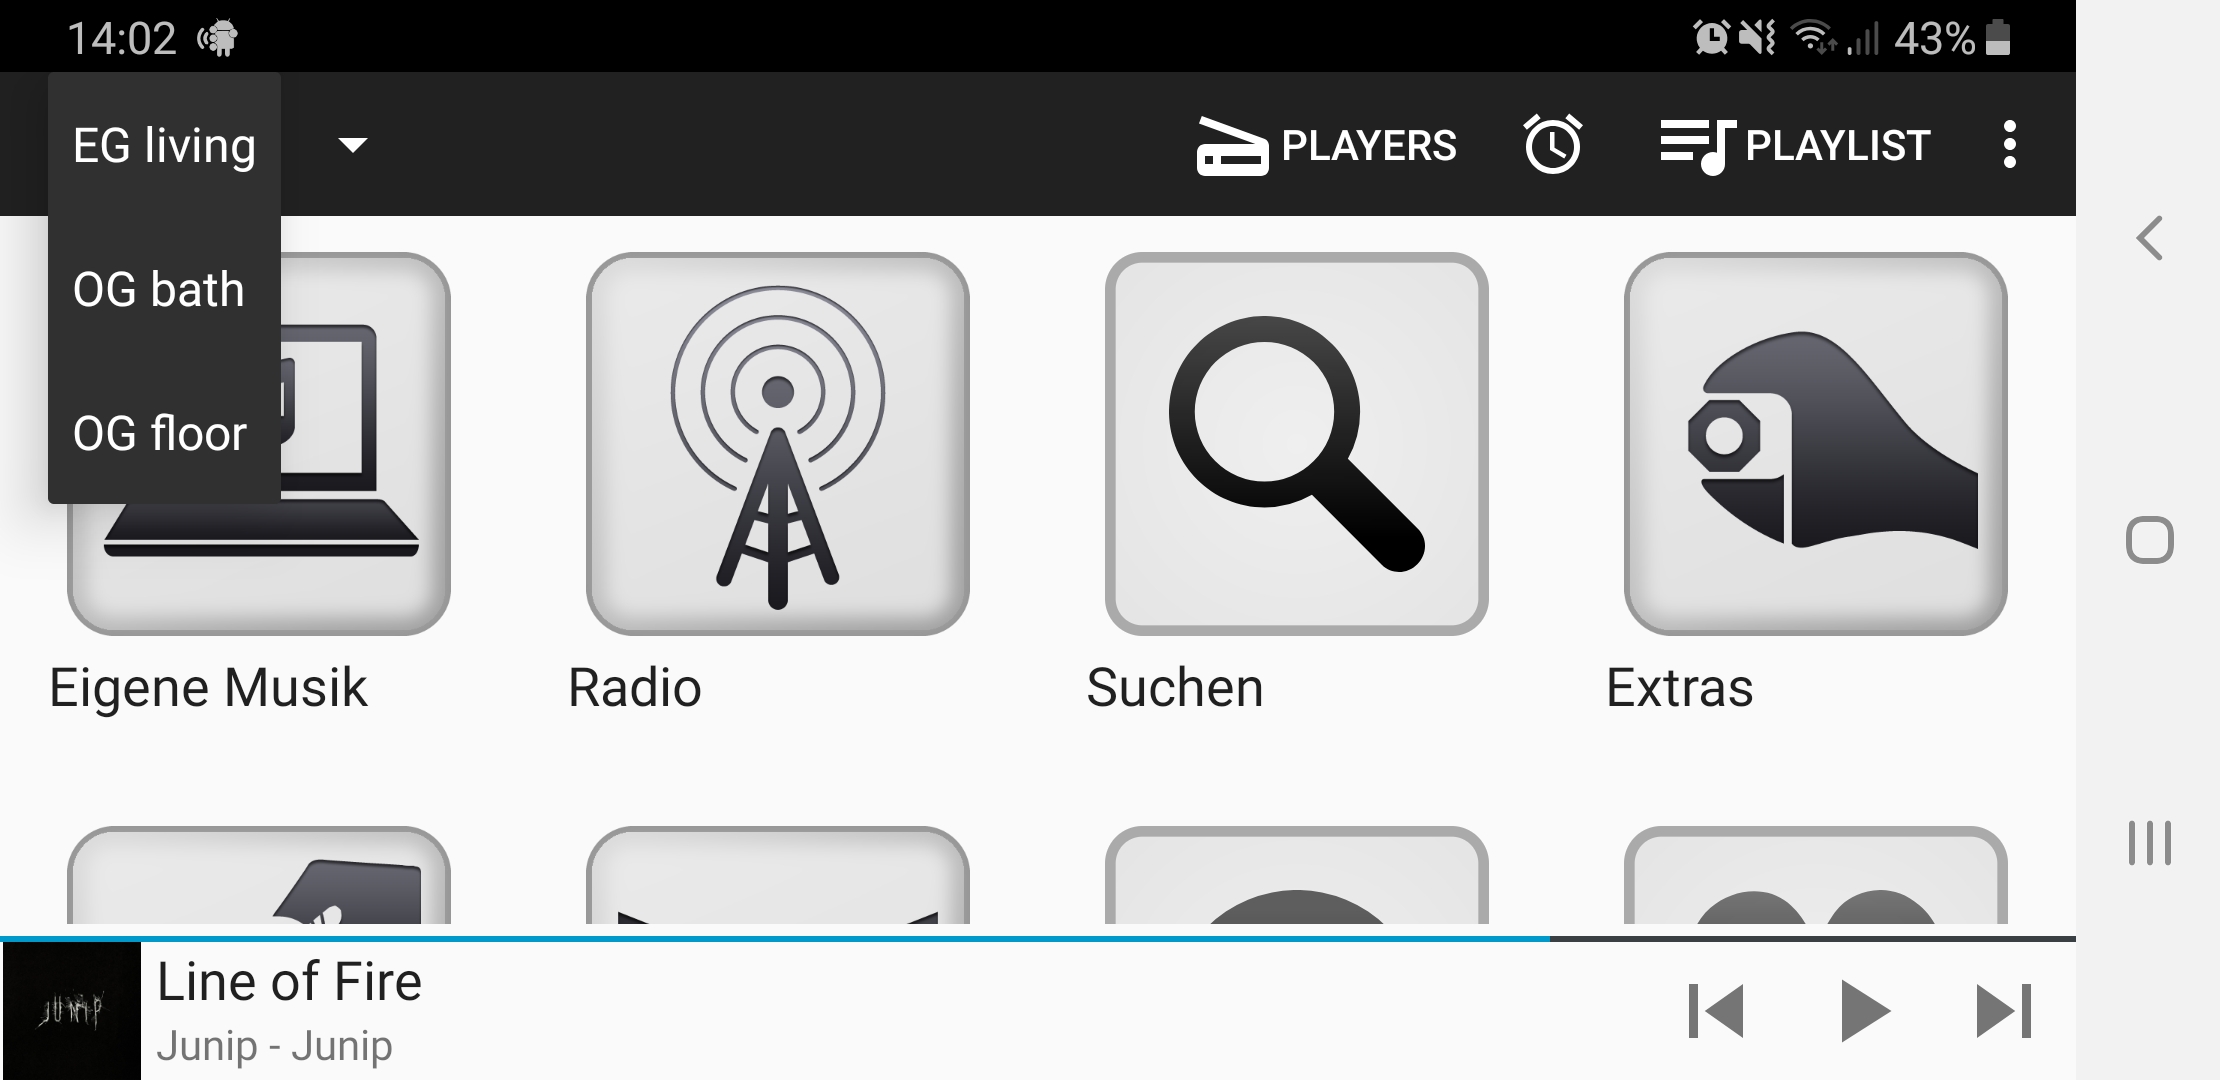 14:02
43%
EG living
PLAYERS
PLAYLIST
OG bath
OG floor
Eigene Musik
Radio
Suchen
Extras
JUNIP
Line of Fire
Junip - Junip